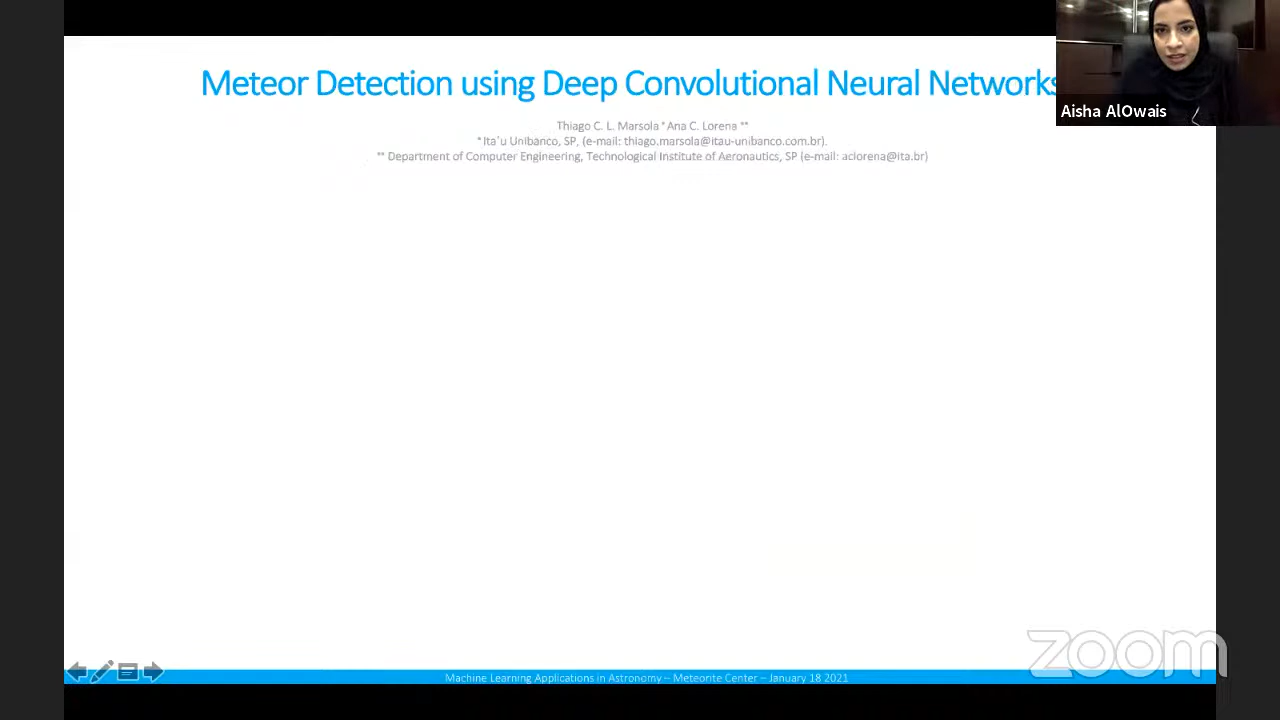 Meteor Detection using Deep Convolutional Neural Networks
Aisha AlOwais
Thiago C. L. Marsola * Ana C. Lorena **
* Ita´u Unibanco, SP, (e-mail: thiago.marsola@itau-unibanco.com.br).
** Department of Computer Engineering, Technological Institute of Aeronautics, SP (e-mail: aclorena@ita.br)
zoom
Machine Learning Applications in Astronomy – Meteorite Center – January 18 2021